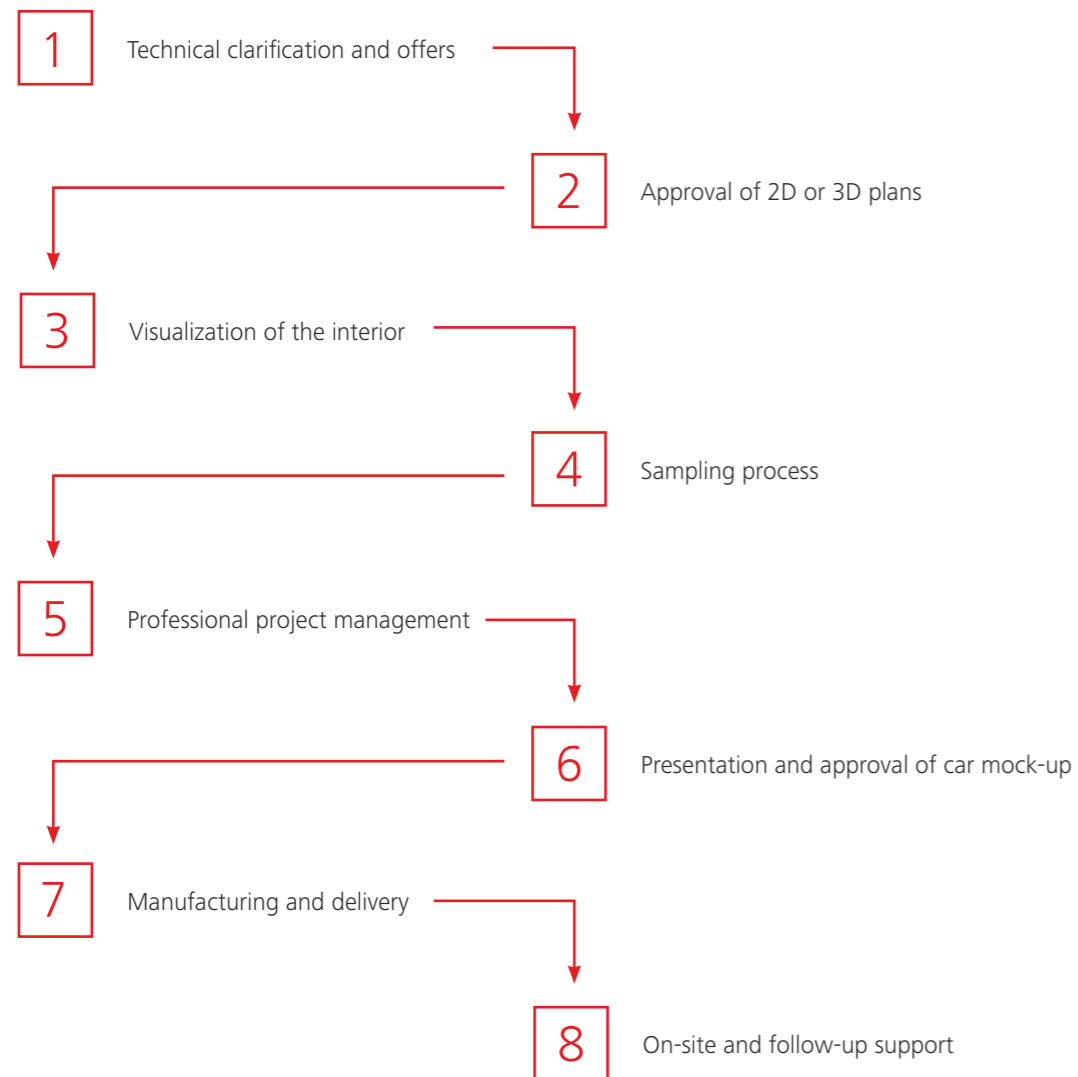 1 Technical clarification and offers
2 Approval of 2D or 3D plans
3 Visualization of the interior
4 Sampling process
5 Professional project management
6 Presentation and approval of car mock-up
7 Manufacturing and delivery
8 On-site and follow-up support